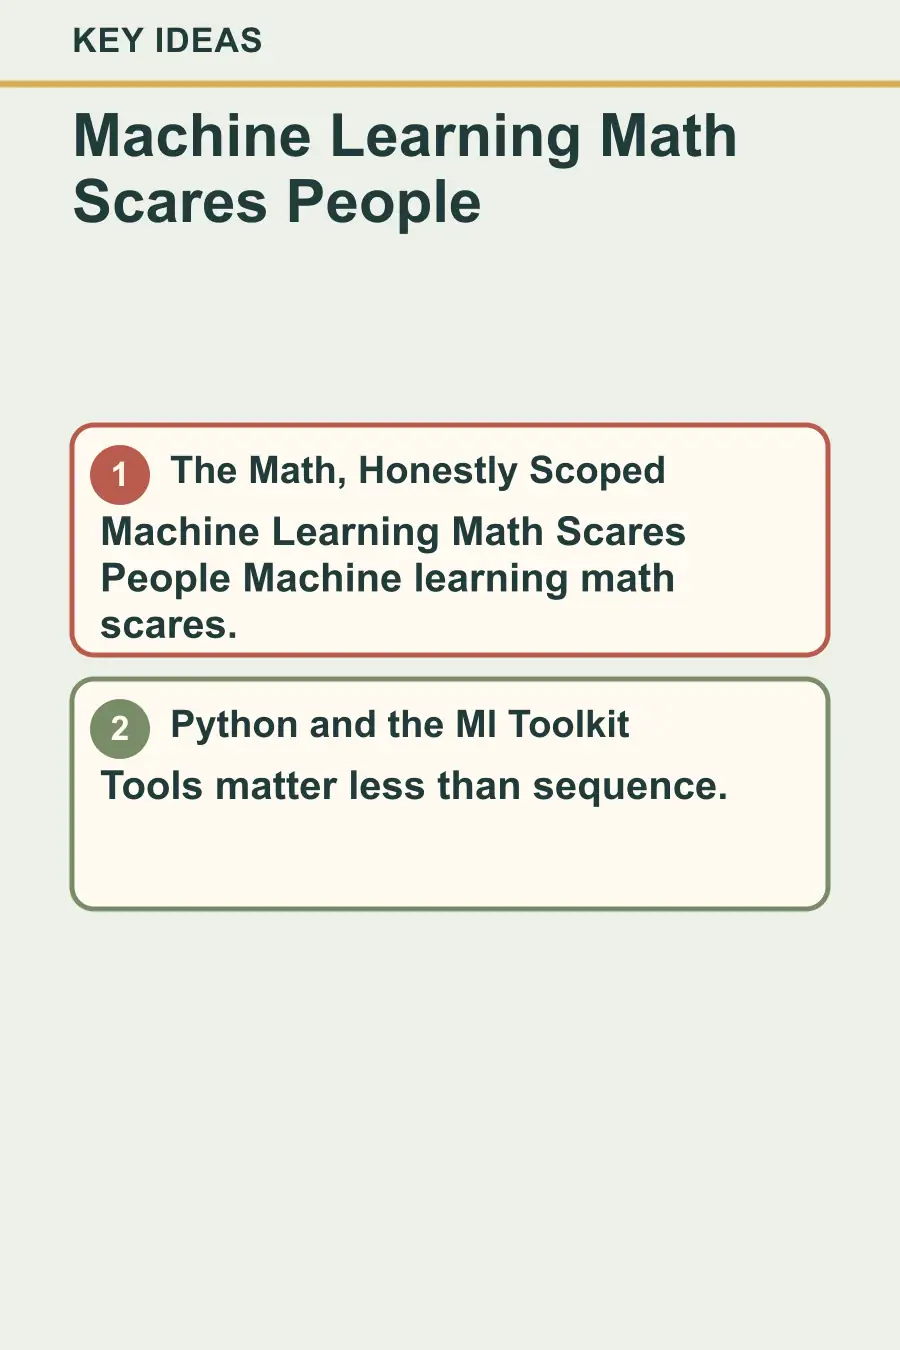 KEY IDEAS
Machine Learning Math
Scares People
1 The Math, Honestly Scoped
Machine Learning Math Scares
People Machine learning math
scares.
2 Python and the Ml Toolkit
Tools matter less than sequence.